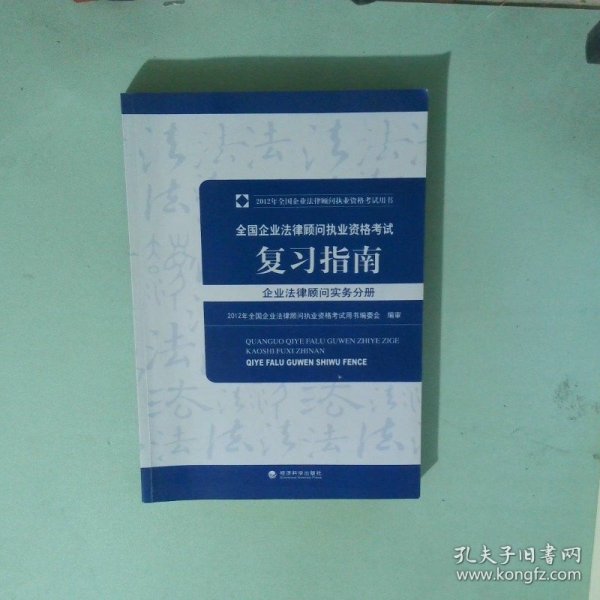 2012年全国企业法律顾问执业资格考试用书
全国企业法律顾问执业资格考试
复习指南
企业法律顾问实务分册
2012年全国企业法律顾问执业资格考试用书编委会 编审
QUANGUO QIYE FALU GUWEN ZHIYE ZIGE
KAOSHI FUXI ZHINAN
QIYE FALU GUWEN SHIWU FENCE
经济科学出版社
孔夫子旧书网
www.kongfz.com